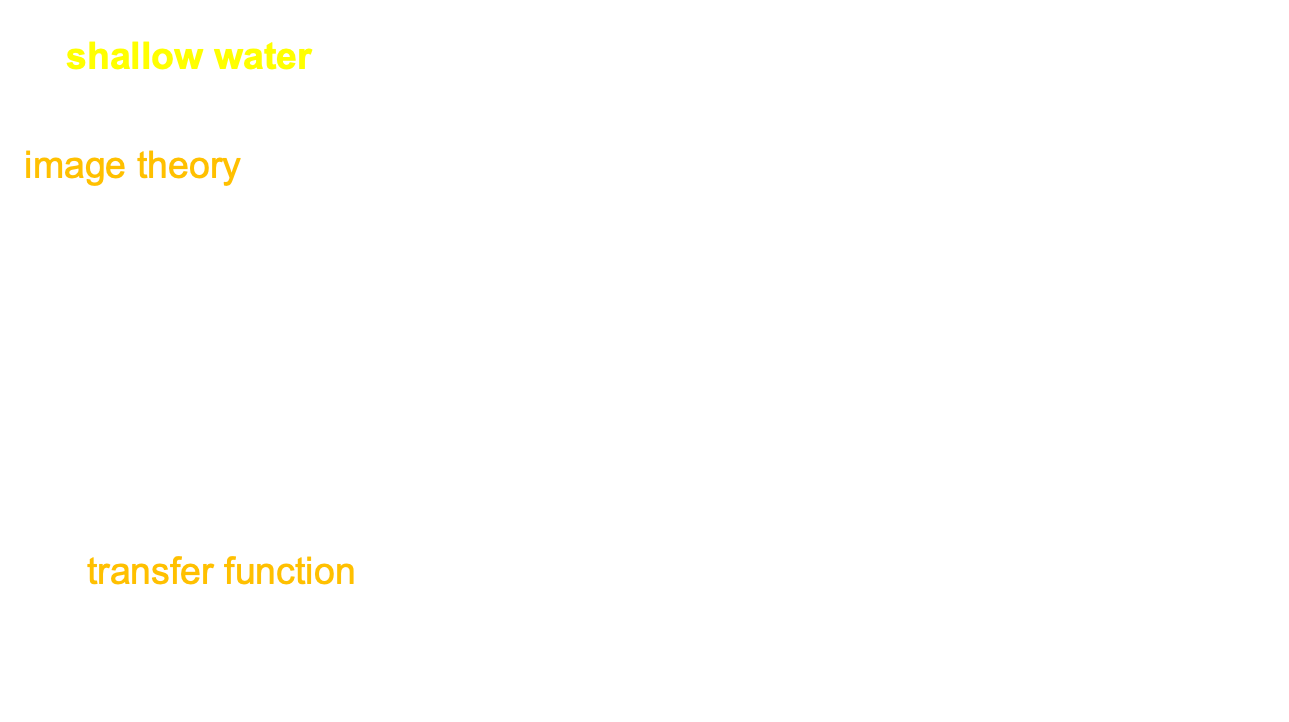 shallow water
image theory
transfer function